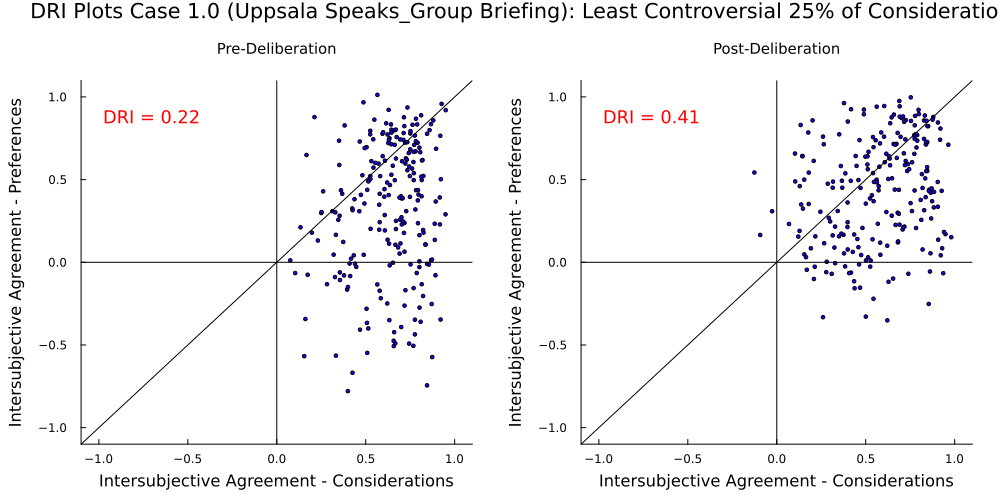 DRI Plots Case 1.0 (Uppsala Speaks_Group Briefing): Least Controversial 25% of Consideratio
Pre-Deliberation
DRI = 0.22
1.0
0.5
0.0
−0.5
−1.0
−1.0
−0.5
0.0
0.5
1.0
Intersubjective Agreement - Preferences
Intersubjective Agreement - Considerations
Post-Deliberation
DRI = 0.41
1.0
0.5
0.0
−0.5
−1.0
−1.0
−0.5
0.0
0.5
1.0
Intersubjective Agreement - Preferences
Intersubjective Agreement - Considerations